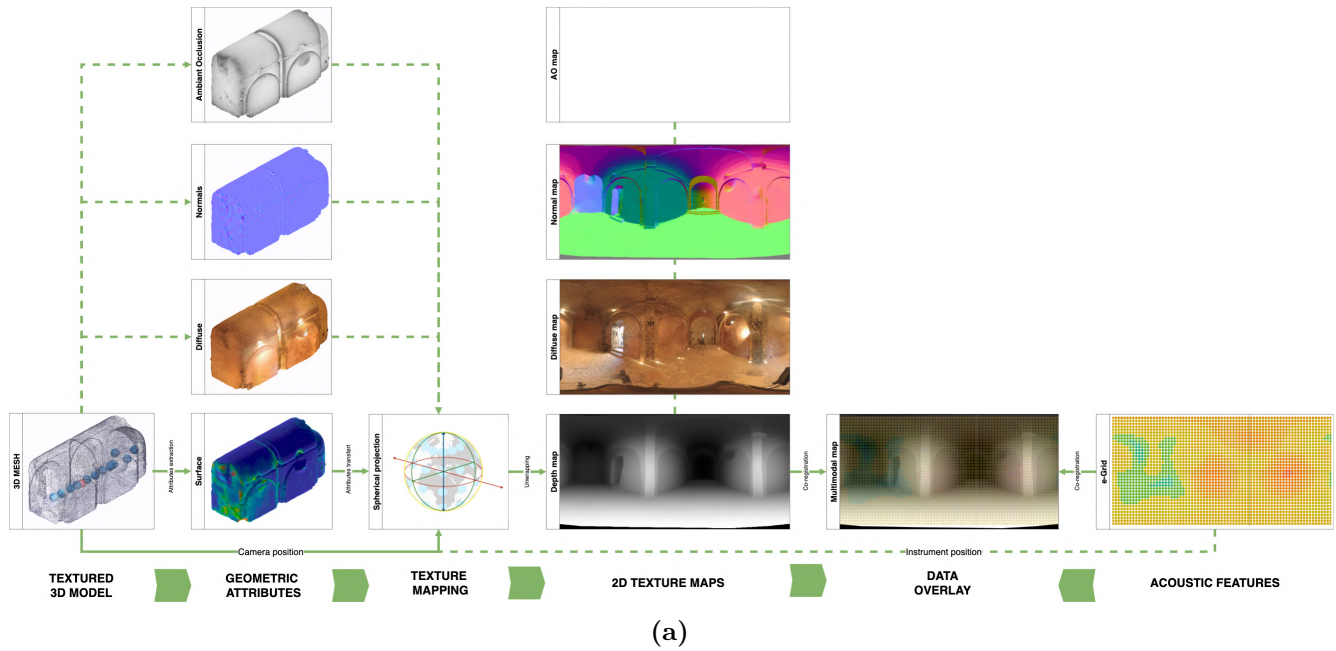 Ambiant Occlusion
AO map
Normals
Normal map
Diffuse
Diffuse map
3D MESH
Attributes extraction
Surface
Attributes transfert
Spherical projection
Unwrapping
Depth map
Co-registration
Multimodal map
Co-registration
e-Grid
Camera position
Instrument position
TEXTURED
3D MODEL
GEOMETRIC
ATTRIBUTES
TEXTURE
MAPPING
2D TEXTURE MAPS
DATA
OVERLAY
ACOUSTIC FEATURES
(a)